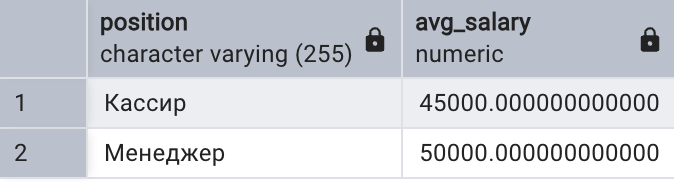 position avg_salary
character varying (255) numeric
1 Кассир 45000.000000000000
2 Менеджер 50000.000000000000